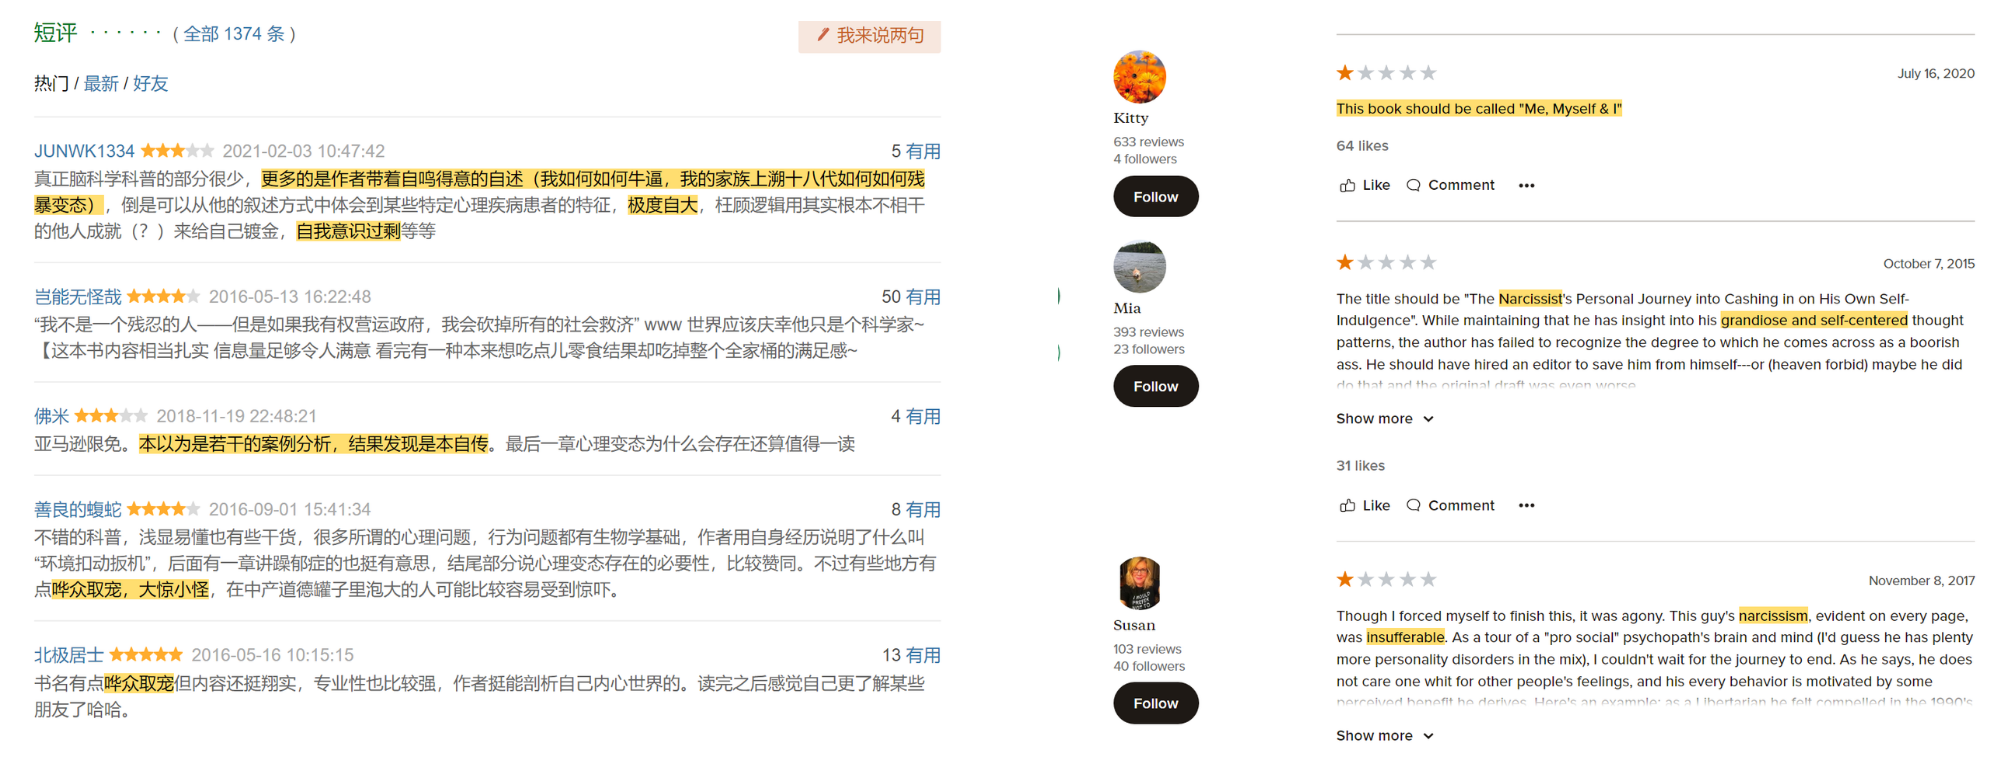 短评 · · · · · · ( 全部 1374 条 )
我来说两句
热门 / 最新 / 好友
JUNWK1334 2021-02-03 10:47:42 5 有用
真正脑科学科普的部分很少，更多的是作者带着自鸣得意的自述（我如何如何牛逼，我的家族上溯十八代如何如何残
暴变态），倒是可以从他的叙述方式中体会到某些特定心理疾病患者的特征，极度自大，枉顾逻辑用其实根本不相干
的他人成就（？）来给自己镀金，自我意识过剩等等
岂能无怪哉 2016-05-13 16:22:48 50 有用
“我不是一个残忍的人——但是如果我有权营运政府，我会砍掉所有的社会救济” www 世界应该庆幸他只是个科学家~
【这本书内容相当扎实 信息量足够令人满意 看完有一种本来想吃点儿零食结果却吃掉整个全家桶的满足感~
佛米 2018-11-19 22:48:21 4 有用
亚马逊限免。本以为是若干的案例分析，结果发现是本自传。最后一章心理变态为什么会存在还算值得一读
善良的蝮蛇 2016-09-01 15:41:34 8 有用
不错的科普，浅显易懂也有些干货，很多所谓的心理问题，行为问题都有生物学基础，作者用自身经历说明了什么叫
“环境扣动扳机”，后面有一章讲躁郁症的也挺有意思，结尾部分说心理变态存在的必要性，比较赞同。不过有些地方有
点哗众取宠，大惊小怪，在中产道德罐子里泡大的人可能比较容易受到惊吓。
北极居士 2016-05-16 10:15:15 13 有用
书名有点哗众取宠但内容还挺翔实，专业性也比较强，作者挺能剖析自己内心世界的。读完之后感觉自己更了解某些
朋友了哈哈。
Kitty
633 reviews
4 followers
Follow
July 16, 2020
This book should be called "Me, Myself & I"
64 likes
Like Comment •••
Mia
393 reviews
23 followers
Follow
October 7, 2015
The title should be "The Narcissist's Personal Journey into Cashing in on His Own Self-
Indulgence". While maintaining that he has insight into his grandiose and self-centered thought
patterns, the author has failed to recognize the degree to which he comes across as a boorish
ass. He should have hired an editor to save him from himself---or (heaven forbid) maybe he did
do that and the original draft was even worse
Show more
31 likes
Like Comment •••
Susan
103 reviews
40 followers
Follow
November 8, 2017
Though I forced myself to finish this, it was agony. This guy's narcissism, evident on every page,
was insufferable. As a tour of a "pro social" psychopath's brain and mind (I'd guess he has plenty
more personality disorders in the mix), I couldn't wait for the journey to end. As he says, he does
not care one whit for other people's feelings, and his every behavior is motivated by some
perceived benefit he derives. Here's an example: as a Libertarian he felt compelled in the 1990's
Show more